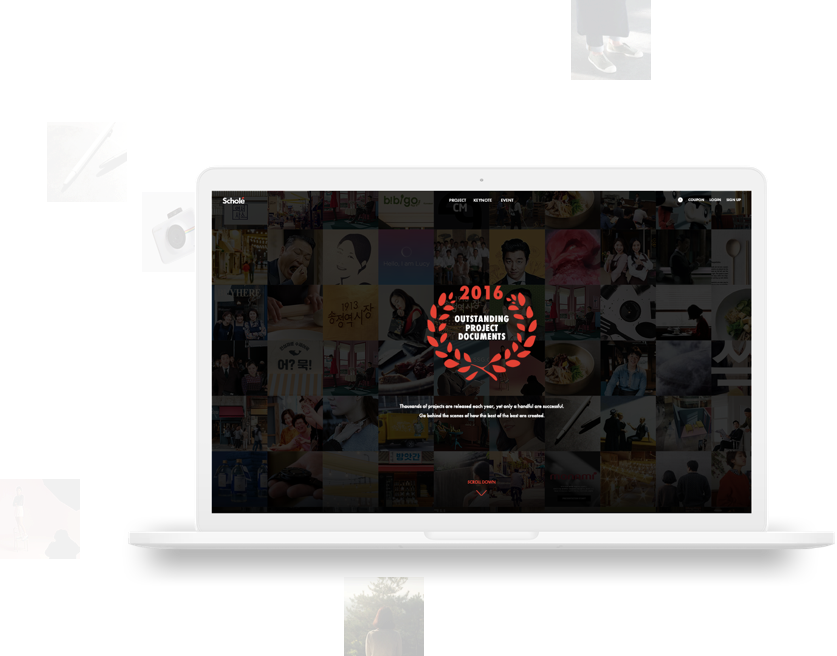 Scholé
PROJECT KEYNOTE EVENT
COUPON LOGIN SIGN UP
bibigo
CM
YHERE
2016
OUTSTANDING
PROJECT
DOCUMENTS
1913
송정역시장
어?묵!
Thousands of projects are released each year, yet only a handful are successful.
Go behind the scenes of how the best of the best are created.
SCROLL DOWN